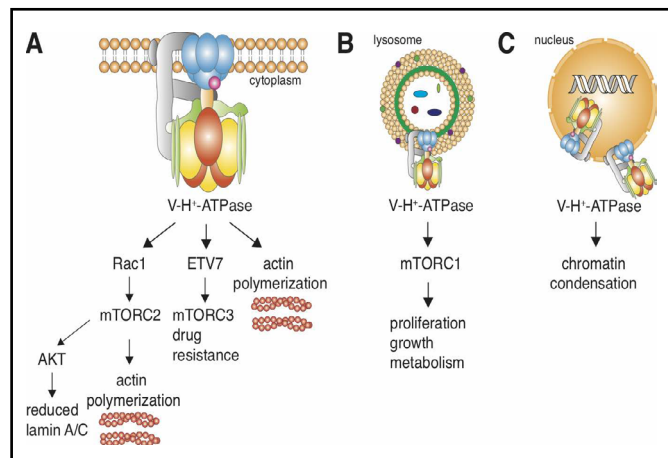 A
cytoplasm
V-H⁺-ATPase
Rac1
ETV7
actin
polymerization
mTORC2
mTORC3
drug
resistance
AKT
actin
polymerization
reduced
lamin A/C
B
lysosome
V-H⁺-ATPase
mTORC1
proliferation
growth
metabolism
C
nucleus
V-H⁺-ATPase
chromatin
condensation